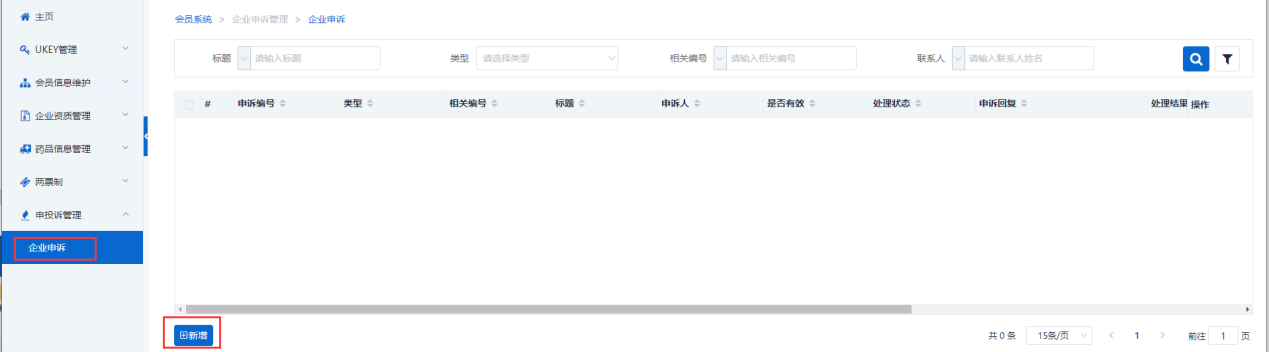 主页
UKEY管理
会员信息维护
企业资质管理
药品信息管理
两票制
申投诉管理
企业申诉
会员系统 > 企业申诉管理 > 企业申诉
标题 请输入标题 类型 请选择类型 相关编号 请输入相关编号 联系人 请输入联系人姓名
# 申诉编号 类型 相关编号 标题 申诉人 是否有效 处理状态 申诉回复 处理结果 操作
新增
共 0 条 15条/页 < 1 > 前往 1 页